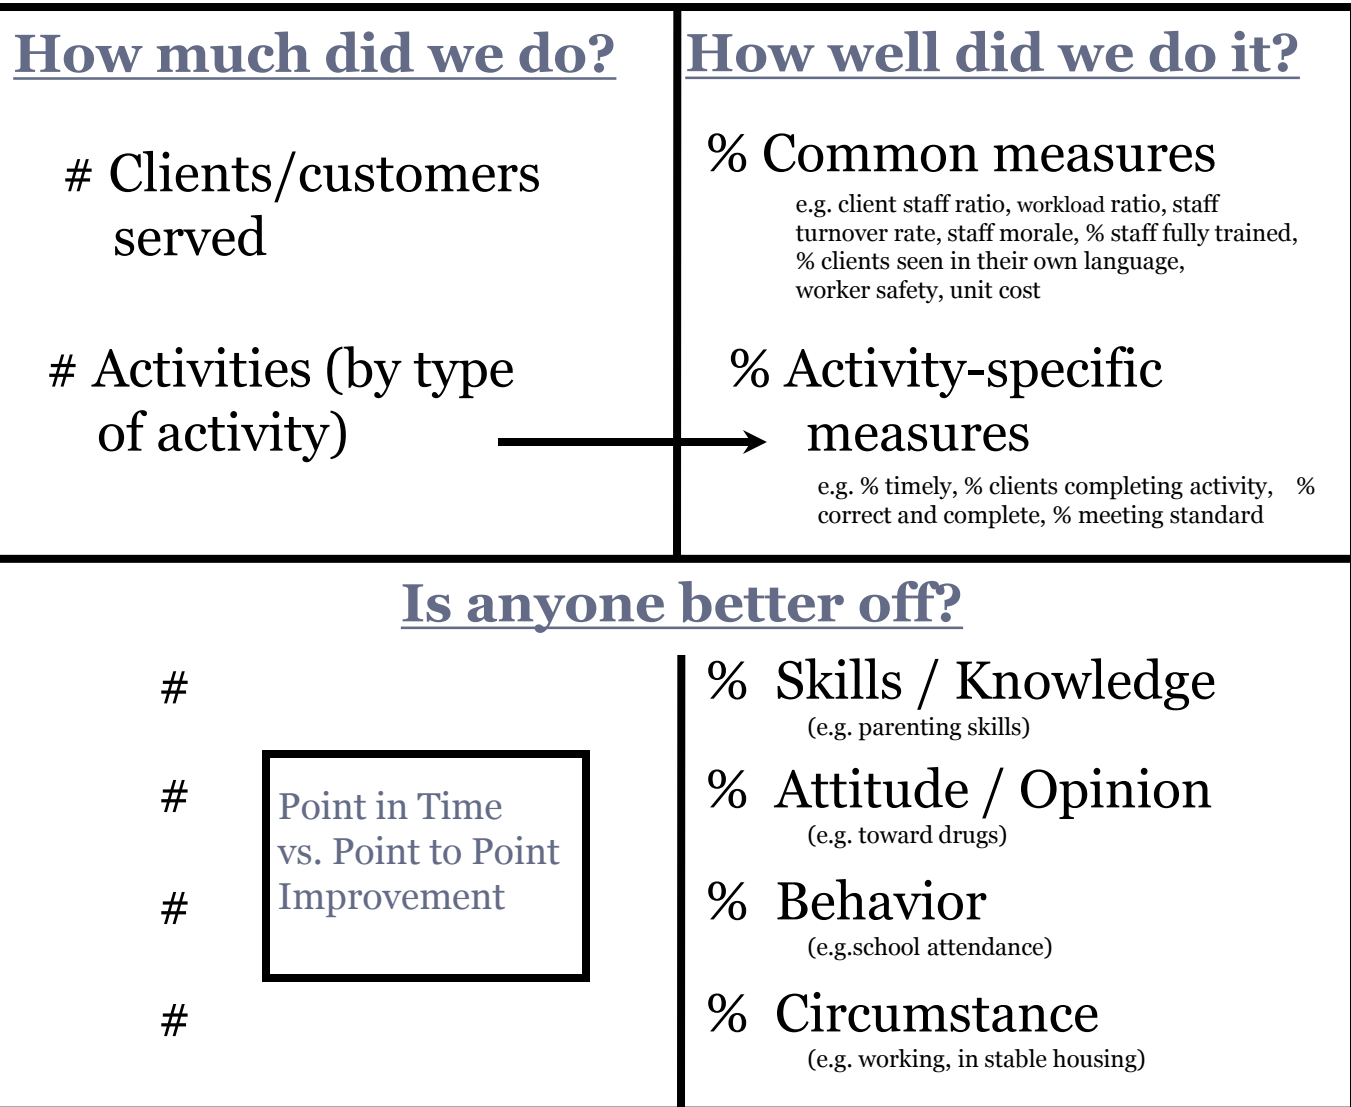 How much did we do?
# Clients/customers
served
# Activities (by type
of activity)
How well did we do it?
% Common measures
e.g. client staff ratio, workload ratio, staff
turnover rate, staff morale, % staff fully trained,
% clients seen in their own language,
worker safety, unit cost
% Activity-specific
measures
e.g. % timely, % clients completing activity, %
correct and complete, % meeting standard
Is anyone better off?
#
#
#
#
Point in Time
vs. Point to Point
Improvement
% Skills / Knowledge
(e.g. parenting skills)
% Attitude / Opinion
(e.g. toward drugs)
% Behavior
(e.g.school attendance)
% Circumstance
(e.g. working, in stable housing)